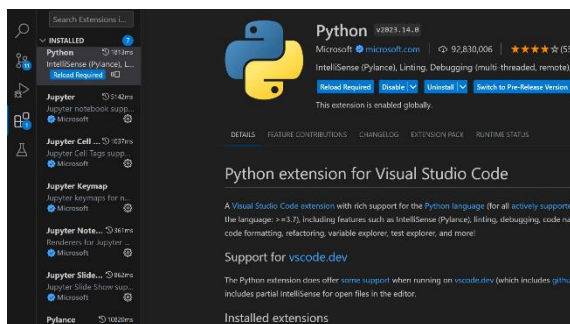 Search Extensions i...
INSTALLED 7
Python 1813ms
IntelliSense (Pylance), L...
Reload Required
Jupyter 5142ms
Jupyter notebook supp...
Microsoft
Jupyter Cell ... 1037ms
Jupyter Cell Tags supp...
Microsoft
Jupyter Keymap
Jupyter keymaps for n...
Microsoft
Jupyter Note... 361ms
Renderers for Jupyter ...
Microsoft
Jupyter Slide... 862ms
Jupyter Slide Show sup...
Microsoft
Pylance 10820ms
Python v2023.14.0
Microsoft microsoft.com | 92,830,006 |
IntelliSense (Pylance), Linting, Debugging (multi-threaded, remote),
Reload Required Disable Uninstall Switch to Pre-Release Version
This extension is enabled globally.
DETAILS FEATURE CONTRIBUTIONS CHANGELOG EXTENSION PACK RUNTIME STATUS
Python extension for Visual Studio Code
A Visual Studio Code extension with rich support for the Python language (for all actively supporte
the language: >=3.7), including features such as IntelliSense (Pylance), linting, debugging, code na
code formatting, refactoring, variable explorer, test explorer, and more!
Support for vscode.dev
The Python extension does offer some support when running on vscode.dev (which includes githu
includes partial IntelliSense for open files in the editor.
Installed extensions